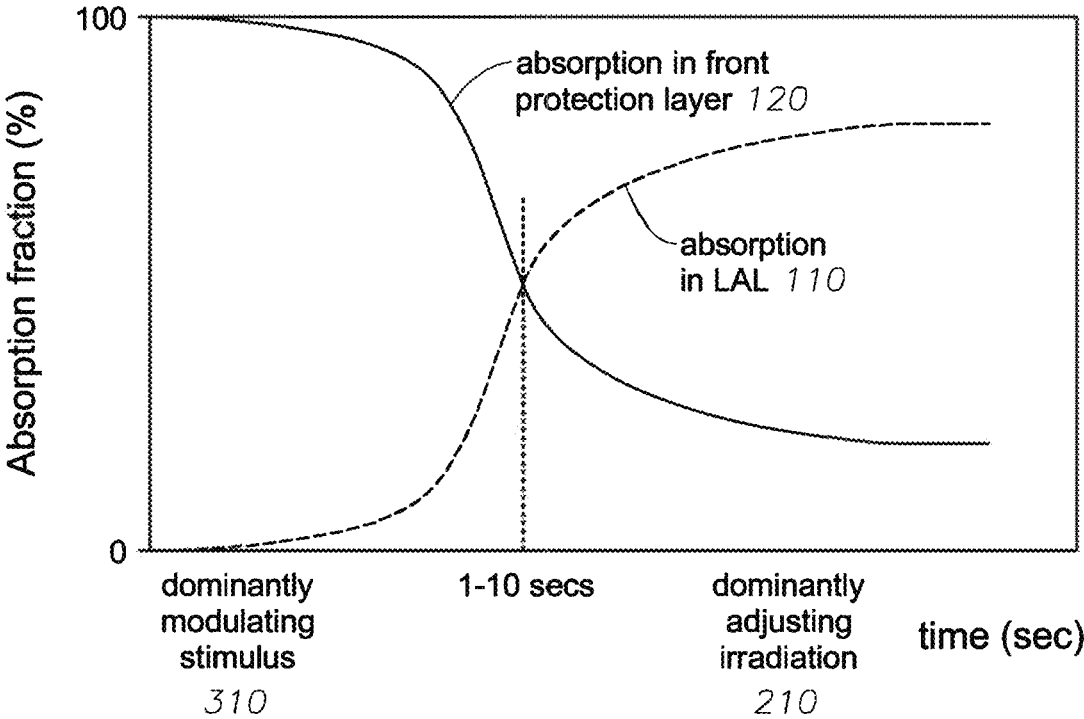 100
absorption in front
protection layer 120
absorption
in LAL 110
Absorption fraction (%)
0
dominantly
modulating
stimulus
310
1-10 secs
dominantly
adjusting
irradiation
210
time (sec)